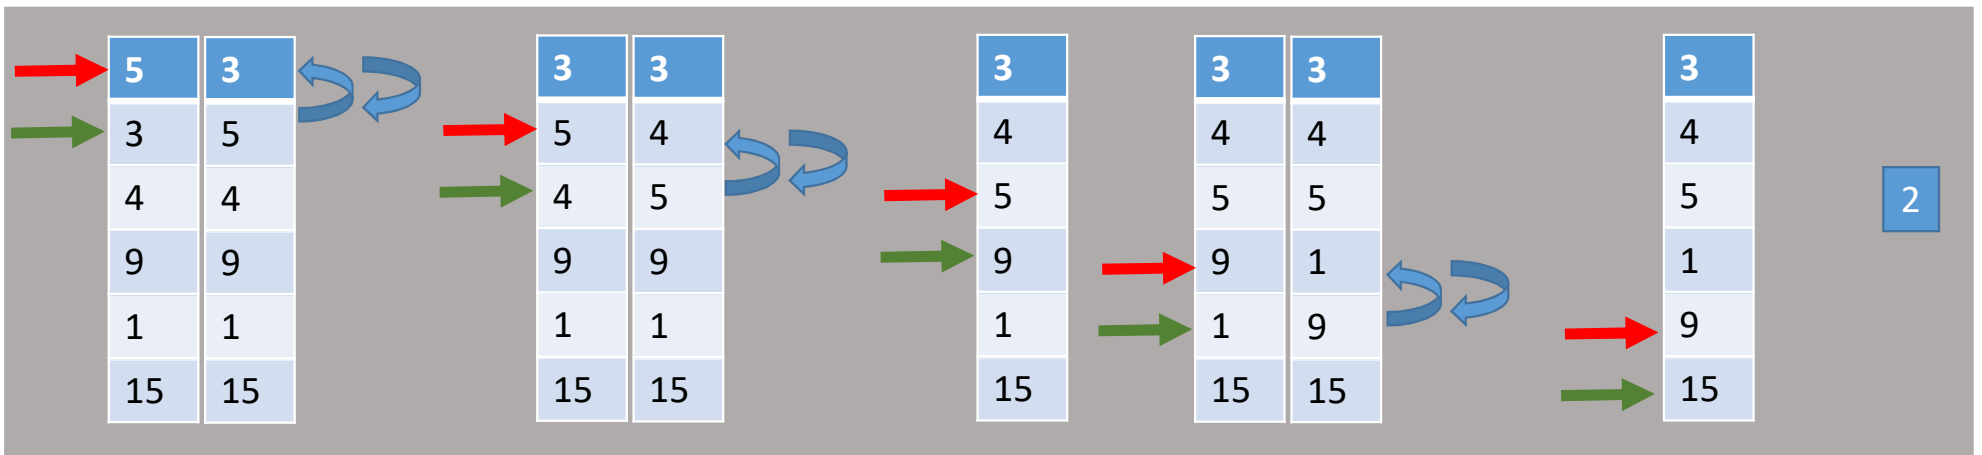 5 3 3 3 3 3 3 3
3 5 5 4 4 4 4 4
4 4 4 5 5 5 5 5 2
9 9 9 9 9 9 1 1
1 1 1 1 1 1 9 9
15 15 15 15 15 15 15 15